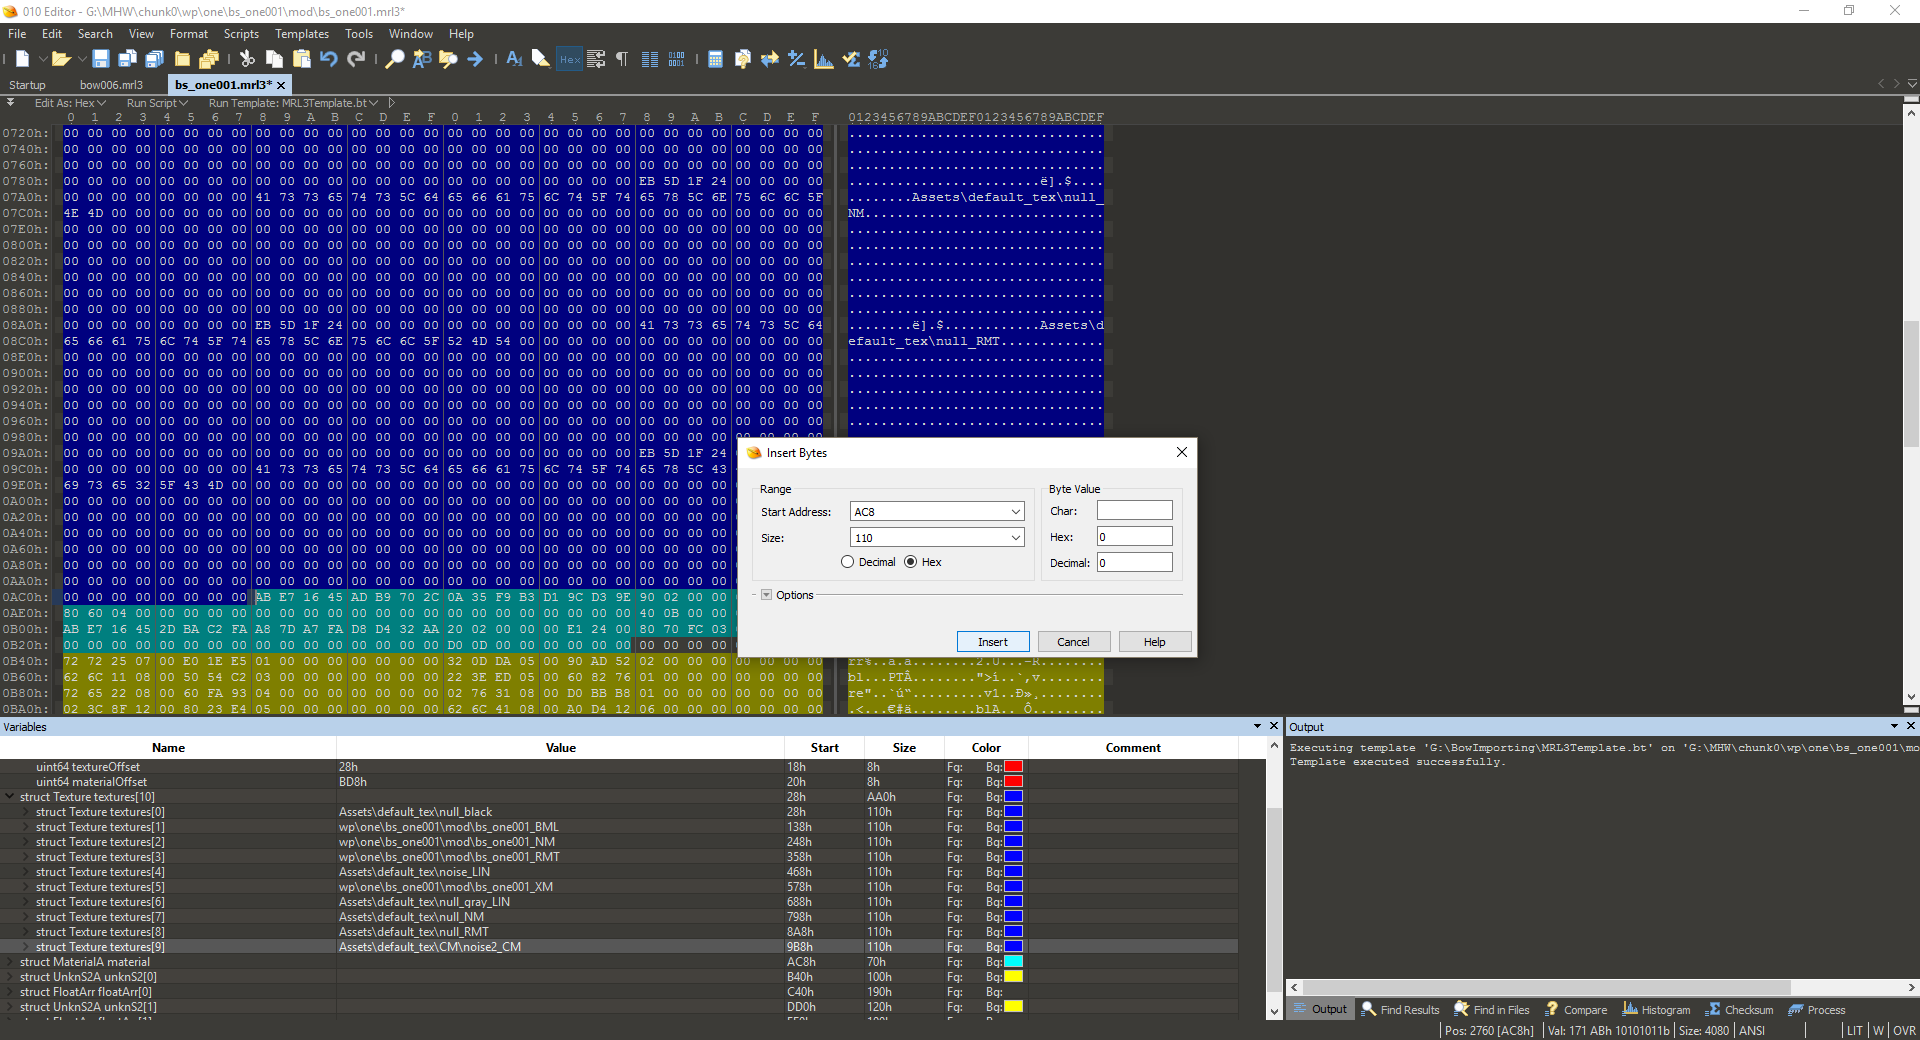 010 Editor - G:\MHW\chunk0\wp\one\bs_one001\mod\bs_one001.mrl3*
File Edit Search View Format Scripts Templates Tools Window Help
Startup bow006.mrl3 bs_one001.mrl3*
Edit As: Hex Run Script Run Template: MRL3Template.bt
0 1 2 3 4 5 6 7 8 9 A B C D E F 0 1 2 3 4 5 6 7 8 9 A B C D E F 0123456789ABCDEF0123456789ABCDEF
0720h: 00 00 00 00 00 00 00 00 00 00 00 00 00 00 00 00 00 00 00 00 00 00 00 00 00 00 00 00 00 00 00 00 ................................
0740h: 00 00 00 00 00 00 00 00 00 00 00 00 00 00 00 00 00 00 00 00 00 00 00 00 00 00 00 00 00 00 00 00 ................................
0760h: 00 00 00 00 00 00 00 00 00 00 00 00 00 00 00 00 00 00 00 00 00 00 00 00 00 00 00 00 00 00 00 00 ................................
0780h: 00 00 00 00 00 00 00 00 00 00 00 00 00 00 00 00 00 00 00 00 00 00 00 00 EB 5D 1F 24 00 00 00 00 ........................ë].$....
07A0h: 00 00 00 00 00 00 00 00 41 73 73 65 74 73 5C 64 65 66 61 75 6C 74 5F 74 65 78 5C 6E 75 6C 6C 5F ........Assets\default_tex\null_
07C0h: 4E 4D 00 00 00 00 00 00 00 00 00 00 00 00 00 00 00 00 00 00 00 00 00 00 00 00 00 00 00 00 00 00 NM..............................
07E0h: 00 00 00 00 00 00 00 00 00 00 00 00 00 00 00 00 00 00 00 00 00 00 00 00 00 00 00 00 00 00 00 00 ................................
0800h: 00 00 00 00 00 00 00 00 00 00 00 00 00 00 00 00 00 00 00 00 00 00 00 00 00 00 00 00 00 00 00 00 ................................
0820h: 00 00 00 00 00 00 00 00 00 00 00 00 00 00 00 00 00 00 00 00 00 00 00 00 00 00 00 00 00 00 00 00 ................................
0840h: 00 00 00 00 00 00 00 00 00 00 00 00 00 00 00 00 00 00 00 00 00 00 00 00 00 00 00 00 00 00 00 00 ................................
0860h: 00 00 00 00 00 00 00 00 00 00 00 00 00 00 00 00 00 00 00 00 00 00 00 00 00 00 00 00 00 00 00 00 ................................
0880h: 00 00 00 00 00 00 00 00 00 00 00 00 00 00 00 00 00 00 00 00 00 00 00 00 00 00 00 00 00 00 00 00 ................................
08A0h: 00 00 00 00 00 00 00 00 EB 5D 1F 24 00 00 00 00 00 00 00 00 00 00 00 00 41 73 73 65 74 73 5C 64 ........ë].$............Assets\d
08C0h: 65 66 61 75 6C 74 5F 74 65 78 5C 6E 75 6C 6C 5F 52 4D 54 00 00 00 00 00 00 00 00 00 00 00 00 00 efault_tex\null_RMT.............
08E0h: 00 00 00 00 00 00 00 00 00 00 00 00 00 00 00 00 00 00 00 00 00 00 00 00 00 00 00 00 00 00 00 00 ................................
0900h: 00 00 00 00 00 00 00 00 00 00 00 00 00 00 00 00 00 00 00 00 00 00 00 00 00 00 00 00 00 00 00 00 ................................
0920h: 00 00 00 00 00 00 00 00 00 00 00 00 00 00 00 00 00 00 00 00 00 00 00 00 00 00 00 00 00 00 00 00 ................................
0940h: 00 00 00 00 00 00 00 00 00 00 00 00 00 00 00 00 00 00 00 00 00 00 00 00 00 00 00 00 00 00 00 00 ................................
0960h: 00 00 00 00 00 00 00 00 00 00 00 00 00 00 00 00 00 00 00 00 00 00 00 00 00 00 00 00 00 00 00 00 ................................
0980h: 00 00 00 00 00 00 00 00 00 00 00 00 00 00 00 00 00 00 00 00 00 00 00 00 00 00 00 00
09A0h: 00 00 00 00 00 00 00 00 00 00 00 00 00 00 00 00 00 00 00 00 00 00 00 00 EB 5D 1F 24
09C0h: 00 00 00 00 00 00 00 00 41 73 73 65 74 73 5C 64 65 66 61 75 6C 74 5F 74 65 78 5C 43
09E0h: 69 73 65 32 5F 43 4D 00 00 00 00 00 00 00 00 00 00 00 00 00 00 00 00 00 00 00 00 00
0A00h: 00 00 00 00 00 00 00 00 00 00 00 00 00 00 00 00 00 00 00 00 00 00 00 00 00 00 00 00
0A20h: 00 00 00 00 00 00 00 00 00 00 00 00 00 00 00 00 00 00 00 00 00 00 00 00 00 00 00 00
0A40h: 00 00 00 00 00 00 00 00 00 00 00 00 00 00 00 00 00 00 00 00 00 00 00 00 00 00 00 00
0A60h: 00 00 00 00 00 00 00 00 00 00 00 00 00 00 00 00 00 00 00 00 00 00 00 00 00 00 00 00
0A80h: 00 00 00 00 00 00 00 00 00 00 00 00 00 00 00 00 00 00 00 00 00 00 00 00 00 00 00 00
0AA0h: 00 00 00 00 00 00 00 00 00 00 00 00 00 00 00 00 00 00 00 00 00 00 00 00 00 00 00 00
0AC0h: 00 00 00 00 00 00 00 00 AB E7 16 45 AD B9 70 2C 0A 35 F9 B3 D1 9C D3 9E 90 02 00 00
0AE0h: 80 60 04 00 00 00 00 00 00 00 00 00 00 00 00 00 00 00 00 00 00 00 00 00 40 0B 00 00
0B00h: AB E7 16 45 2D BA C2 FA A8 7D A7 FA D8 D4 32 AA 20 02 00 00 00 E1 24 00 80 70 FC 03
0B20h: 00 00 00 00 00 00 00 00 00 00 00 00 00 00 00 00 D0 0D 00 00 00 00 00 00 00 00 00 00
0B40h: 72 72 25 07 00 E0 1E E5 01 00 00 00 00 00 00 00 32 0D DA 05 00 90 AD 52 02 00 00 00 00 00 00 00 rr%..à.å........2.Ú...-R........
0B60h: 62 6C 11 08 00 50 54 C2 03 00 00 00 00 00 00 00 22 3E ED 05 00 60 82 76 01 00 00 00 00 00 00 00 bl...PTÂ........">í..`‚v........
0B80h: 72 65 22 08 00 60 FA 93 04 00 00 00 00 00 00 00 02 76 31 08 00 D0 BB B8 01 00 00 00 00 00 00 00 re"..`ú“.........v1..Ð»¸........
0BA0h: 02 3C 8F 12 00 80 23 E4 05 00 00 00 00 00 00 00 62 6C 41 08 00 A0 D4 12 06 00 00 00 00 00 00 00 .<...€#ä........blA.. Ô.........
Insert Bytes
Range Byte Value
Start Address: AC8 Char:
Size: 110 Hex: 0
Decimal Hex Decimal: 0
Options
Insert Cancel Help
Variables
Name Value Start Size Color Comment
uint64 textureOffset 28h 18h 8h Fg: Bg:
uint64 materialOffset BD8h 20h 8h Fg: Bg:
struct Texture textures[10] 28h AA0h Fg: Bg:
struct Texture textures[0] Assets\default_tex\null_black 28h 110h Fg: Bg:
struct Texture textures[1] wp\one\bs_one001\mod\bs_one001_BML 138h 110h Fg: Bg:
struct Texture textures[2] wp\one\bs_one001\mod\bs_one001_NM 248h 110h Fg: Bg:
struct Texture textures[3] wp\one\bs_one001\mod\bs_one001_RMT 358h 110h Fg: Bg:
struct Texture textures[4] Assets\default_tex\noise_LIN 468h 110h Fg: Bg:
struct Texture textures[5] wp\one\bs_one001\mod\bs_one001_XM 578h 110h Fg: Bg:
struct Texture textures[6] Assets\default_tex\null_gray_LIN 688h 110h Fg: Bg:
struct Texture textures[7] Assets\default_tex\null_NM 798h 110h Fg: Bg:
struct Texture textures[8] Assets\default_tex\null_RMT 8A8h 110h Fg: Bg:
struct Texture textures[9] Assets\default_tex\CM\noise2_CM 9B8h 110h Fg: Bg:
struct MaterialA material AC8h 70h Fg: Bg:
struct UnknS2A unknS2[0] B40h 100h Fg: Bg:
struct FloatArr floatArr[0] C40h 190h Fg: Bg:
struct UnknS2A unknS2[1] DD0h 120h Fg: Bg:
Output
Executing template 'G:\BowImporting\MRL3Template.bt' on 'G:\MHW\chunk0\wp\one\bs_one001\mo
Template executed successfully.
Output Find Results Find in Files Compare Histogram Checksum Process
Pos: 2760 [AC8h] Val: 171 ABh 10101011b Size: 4080 ANSI LIT W OVR